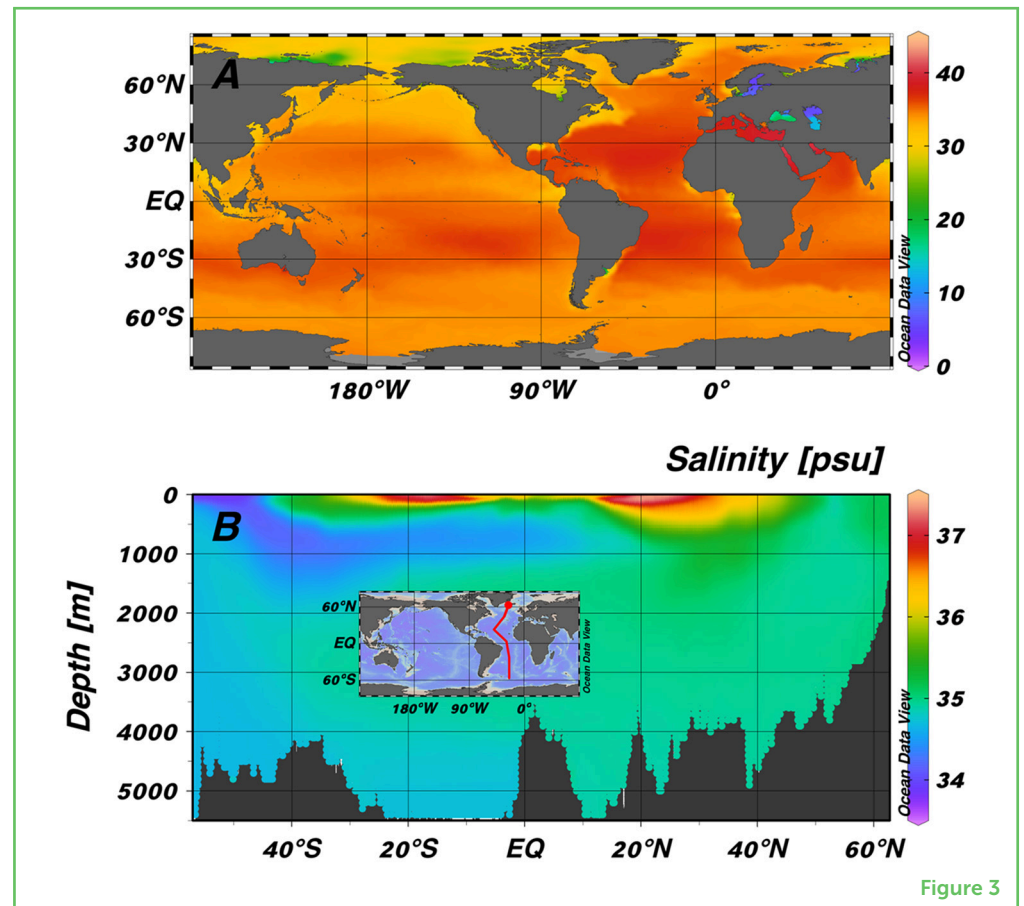 A
60°N
30°N
EQ
30°S
60°S
180°W 90°W 0°
40
30
20
10
0
Ocean Data View
Salinity [psu]
B
Depth [m]
0
1000
2000
3000
4000
5000
40°S 20°S EQ 20°N 40°N 60°N
60°N
EQ
60°S
180°W 90°W 0°
Ocean Data View
37
36
35
34
Ocean Data View
Figure 3